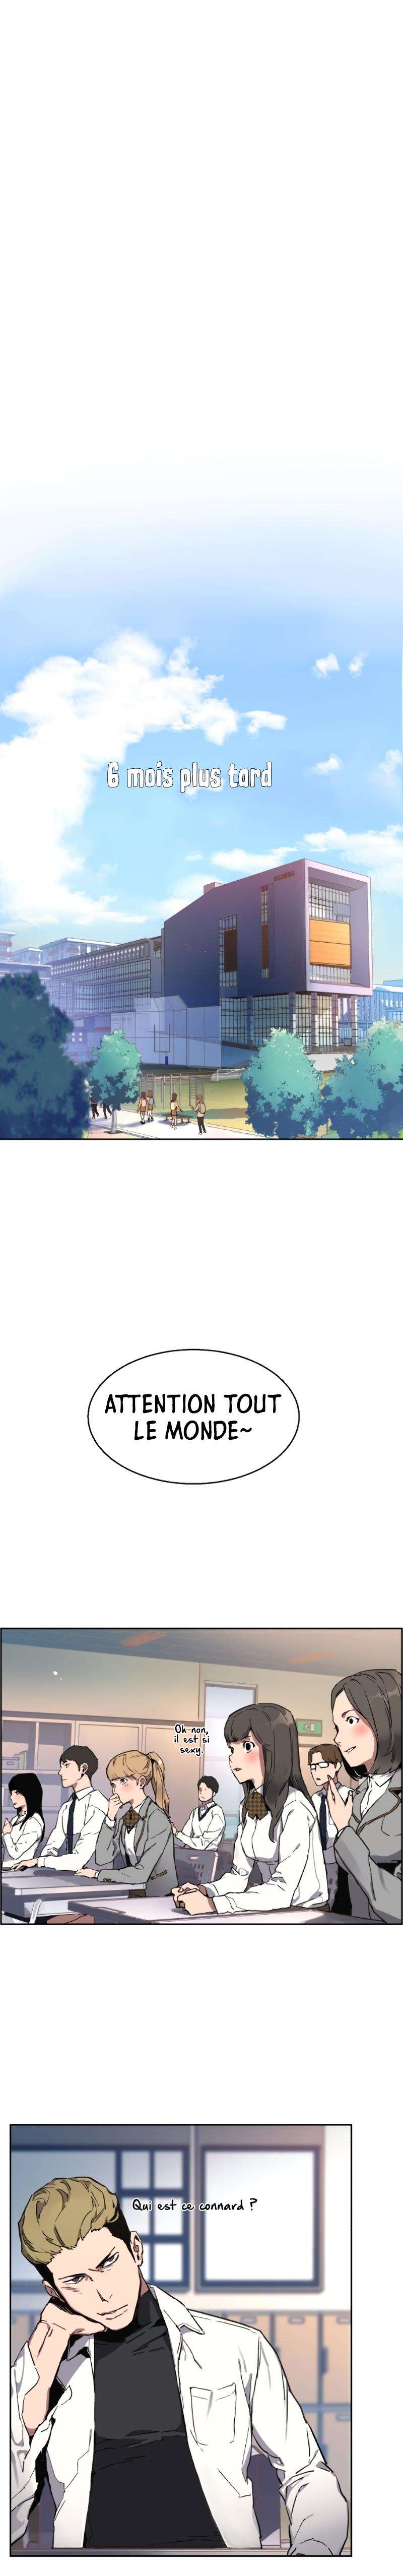 6 mois plus tard
ATTENTION TOUT
LE MONDE~
Oh non,
il est si
sexy.
Qui est ce connard ?